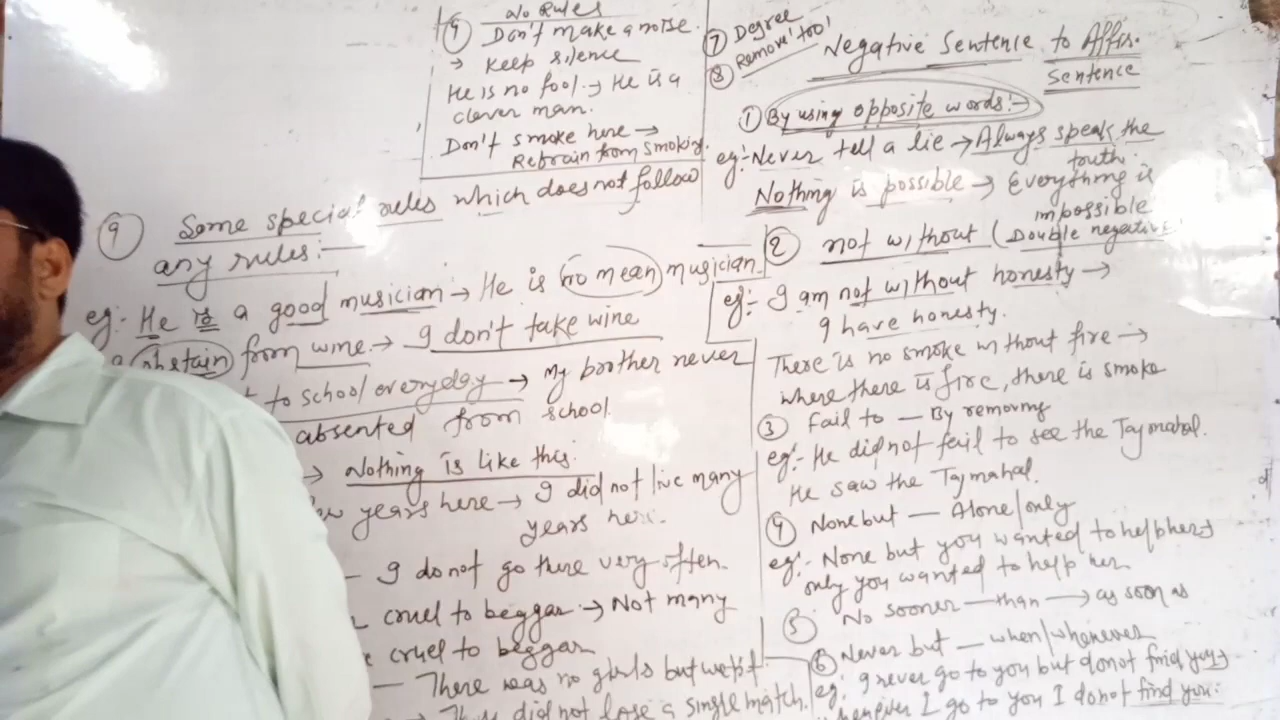 9 No Rules
Don't make a noise.
→ Keep silence
He is no fool. → He is a
clever man.
Don't smoke here →
Refrain from smoking.
9 Some special rules which does not follow
any rules:-
eg:- He is a good musician → He is no mean musician
abstain from wine. → I don't take wine
to school everyday → My brother never
absented from school.
→ Nothing is like this.
years here → I did not live many
years here.
- I do not go there very often.
cruel to beggar :→ Not many
cruel to beggar
- There was no girls but wept.
did not lose a single match.
7 Degree
8 Remove 'too'
Negative Sentence to Affir.
Sentence
1 By using opposite words:→
eg:- Never tell a lie → Always speak the
truth.
Nothing is possible → Everything is
impossible
2 not without (Double negative)
eg:- I am not without honesty →
I have honesty.
There is no smoke without fire →
where there is fire, there is smoke
3 Fail to — By removing
eg:- He did not fail to see the Tajmahal.
He saw the Tajmahal.
4 None but — Alone/only
eg:- None but you wanted to help her →
only you wanted to help her
5 No sooner — than → as soon as
6 Never but — when/whenever
eg:- I never go to you but do not find you →
whenever I go to you I do not find you.